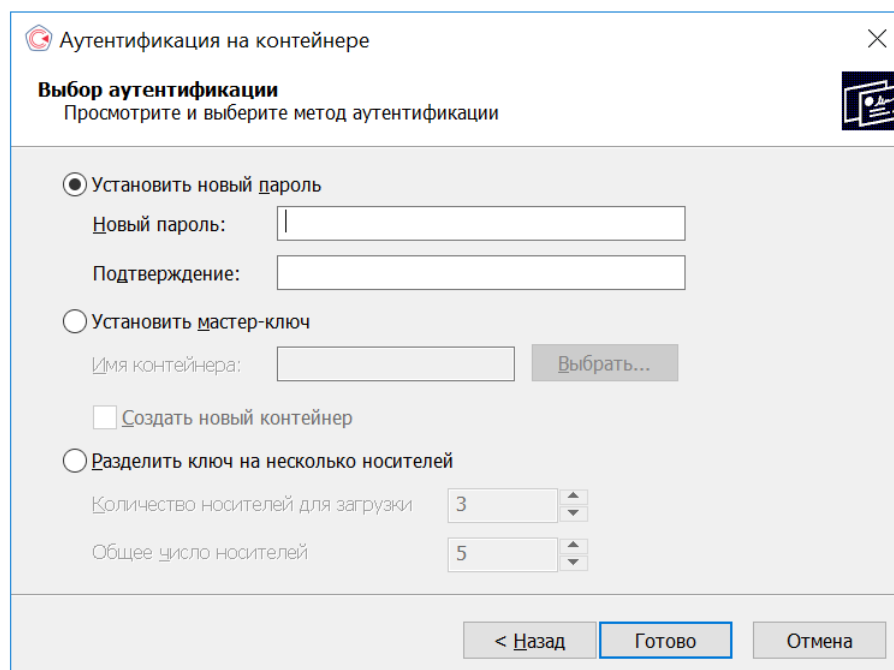 Аутентификация на контейнере
Выбор аутентификации
Просмотрите и выберите метод аутентификации
Установить новый пароль
Новый пароль:
Подтверждение:
Установить мастер-ключ
Имя контейнера:
Выбрать...
Создать новый контейнер
Разделить ключ на несколько носителей
Количество носителей для загрузки 3
Общее число носителей 5
< Назад Готово Отмена